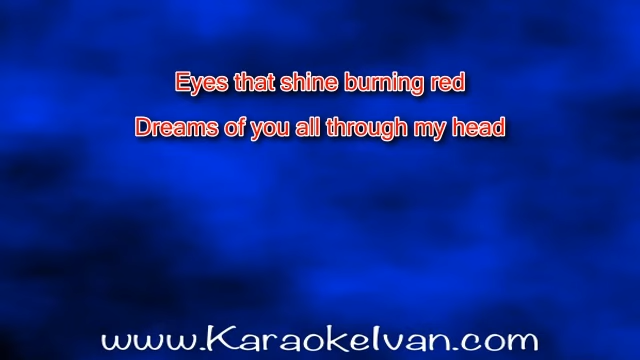 Eyes that shine burning red
Dreams of you all through my head
www.KaraokeIvan.com